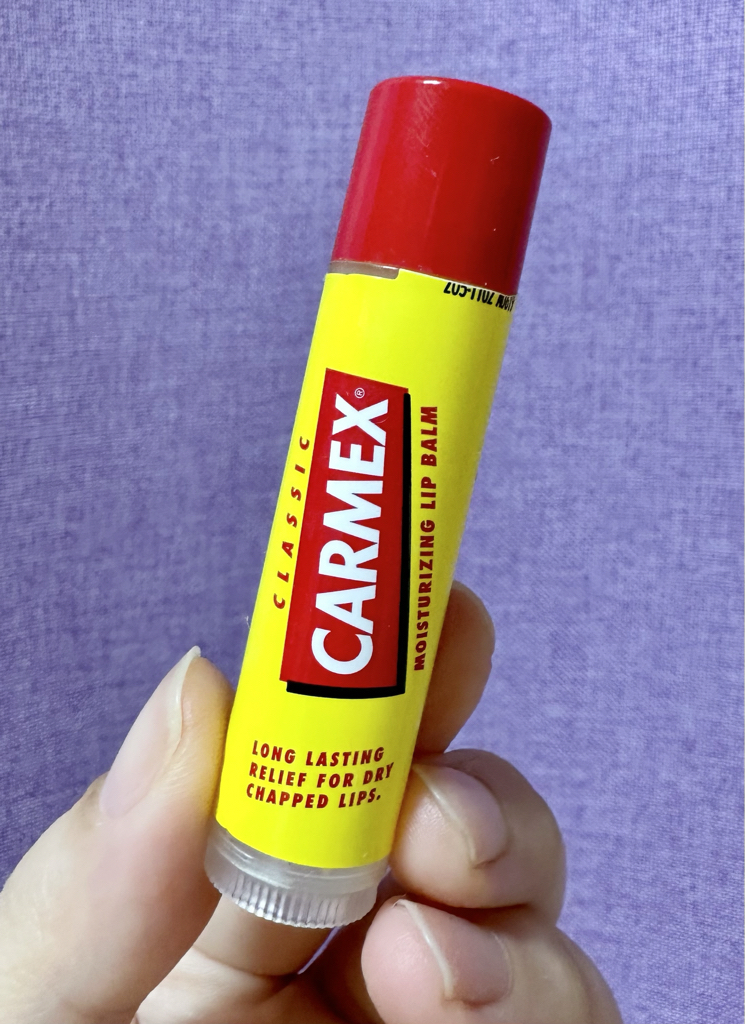 CLASSIC
CARMEX®
MOISTURIZING LIP BALM
LONG LASTING
RELIEF FOR DRY
CHAPPED LIPS.